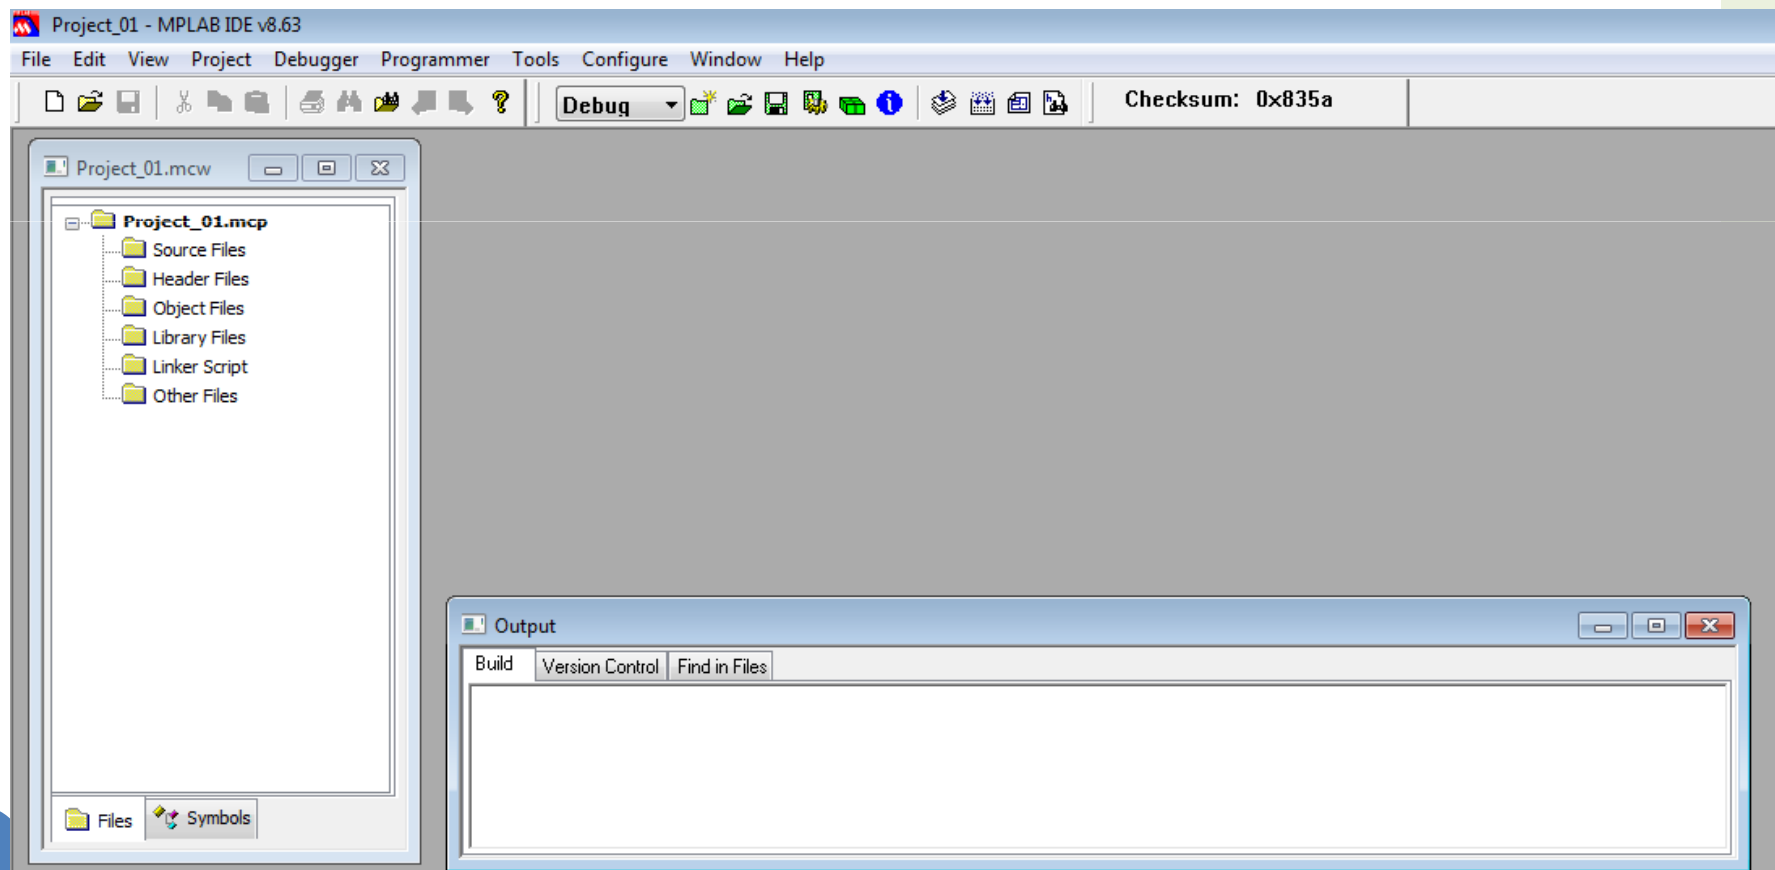 Project_01 - MPLAB IDE v8.63
File Edit View Project Debugger Programmer Tools Configure Window Help
Debug Checksum: 0x835a
Project_01.mcw
Project_01.mcp
Source Files
Header Files
Object Files
Library Files
Linker Script
Other Files
Files Symbols
Output
Build Version Control Find in Files